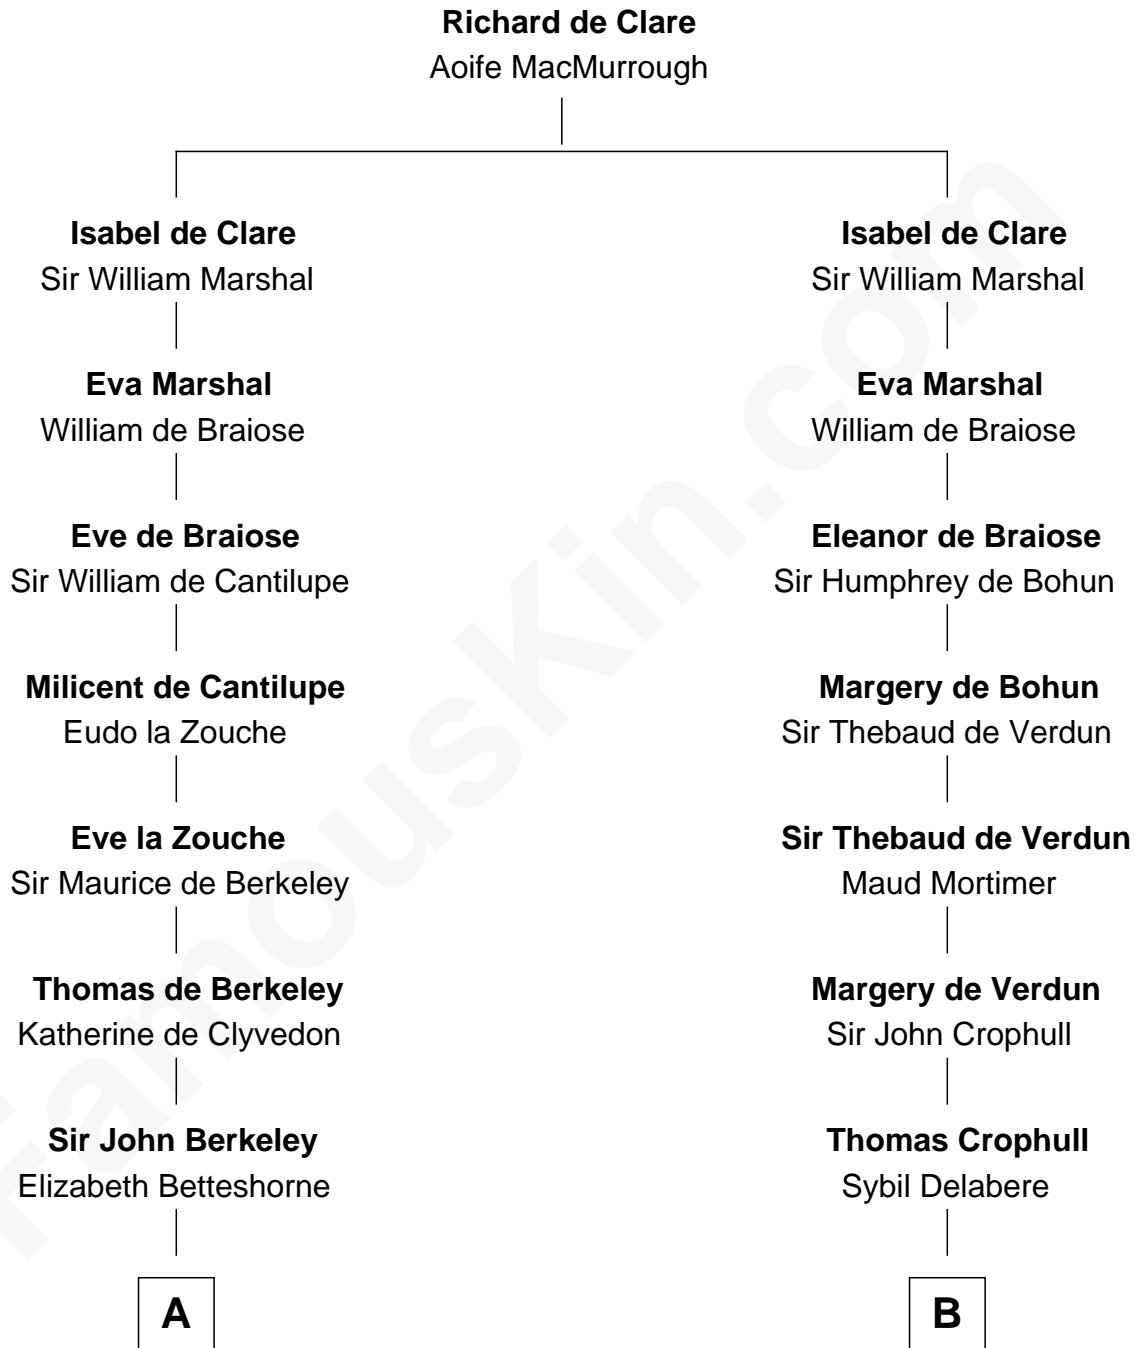 Richard de Clare
Aoife MacMurrough
Isabel de Clare
Sir William Marshal
Eva Marshal
William de Braiose
Eve de Braiose
Sir William de Cantilupe
Milicent de Cantilupe
Eudo la Zouche
Eve la Zouche
Sir Maurice de Berkeley
Thomas de Berkeley
Katherine de Clyvedon
Sir John Berkeley
Elizabeth Betteshorne
A
Isabel de Clare
Sir William Marshal
Eva Marshal
William de Braiose
Eleanor de Braiose
Sir Humphrey de Bohun
Margery de Bohun
Sir Thebaud de Verdun
Sir Thebaud de Verdun
Maud Mortimer
Margery de Verdun
Sir John Crophull
Thomas Crophull
Sybil Delabere
B
FamousKin.com